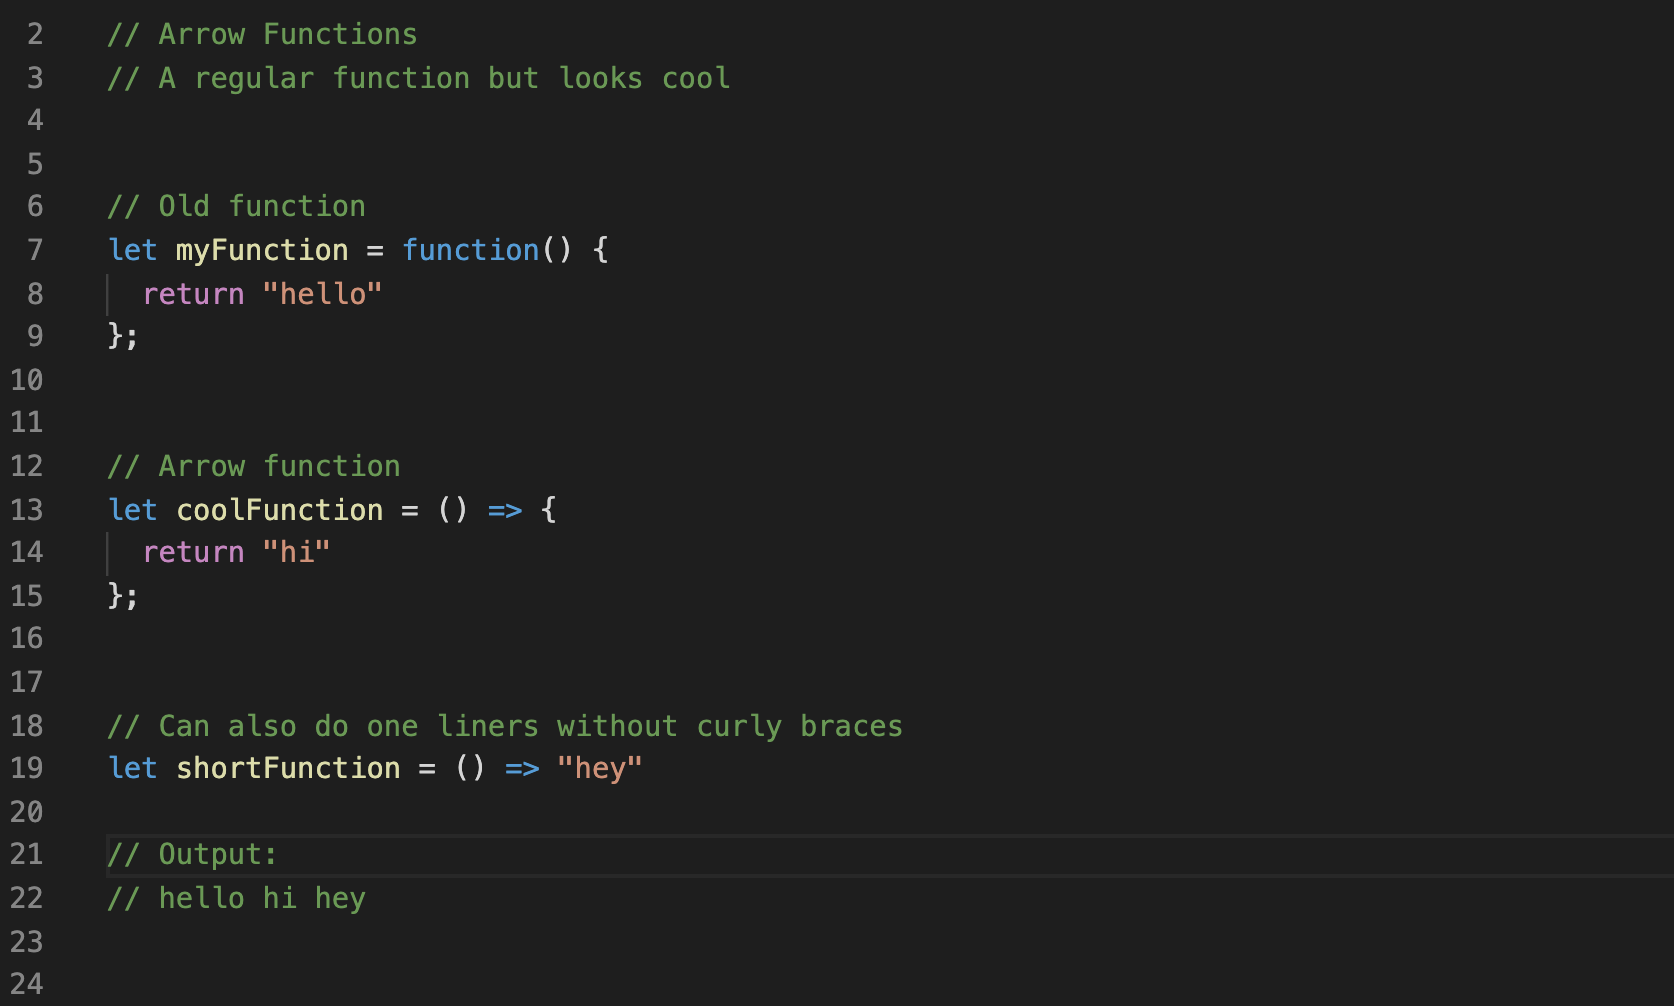 2 // Arrow Functions
3 // A regular function but looks cool
4
5
6 // Old function
7 let myFunction = function() {
8   return "hello"
9 };
10
11
12 // Arrow function
13 let coolFunction = () => {
14   return "hi"
15 };
16
17
18 // Can also do one liners without curly braces
19 let shortFunction = () => "hey"
20
21 // Output:
22 // hello hi hey
23
24